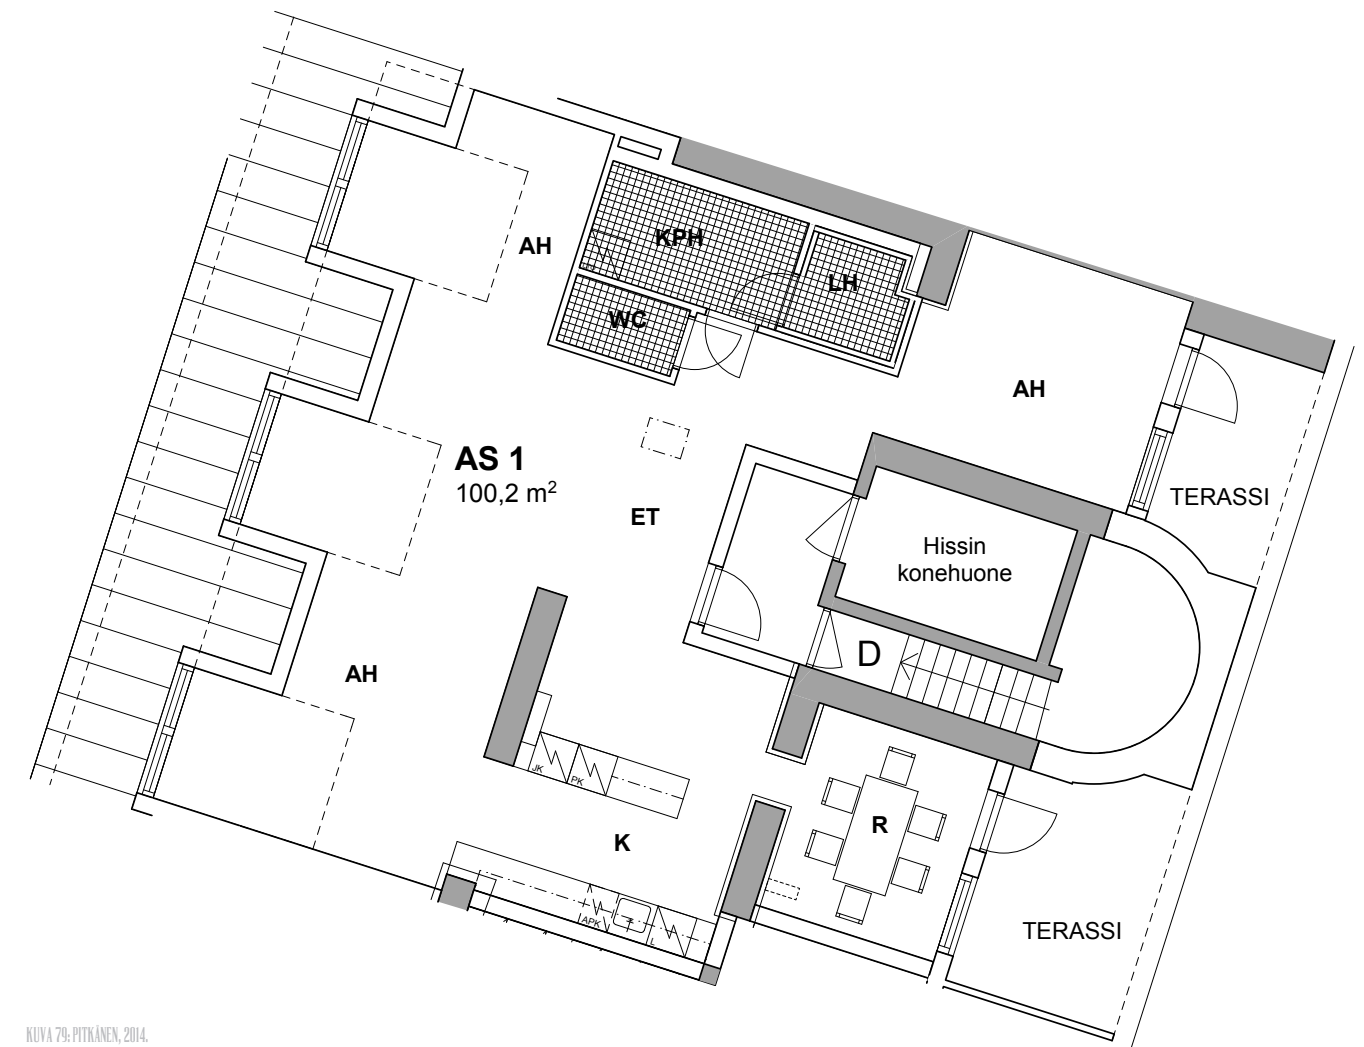 AH
KPH
LH
WC
AH
AS 1
100,2 m²
TERASSI
ET
Hissin
konehuone
D
AH
JK
PK
K
R
APK
L
TERASSI
KUVA 79: PITKÄNEN, 2014.